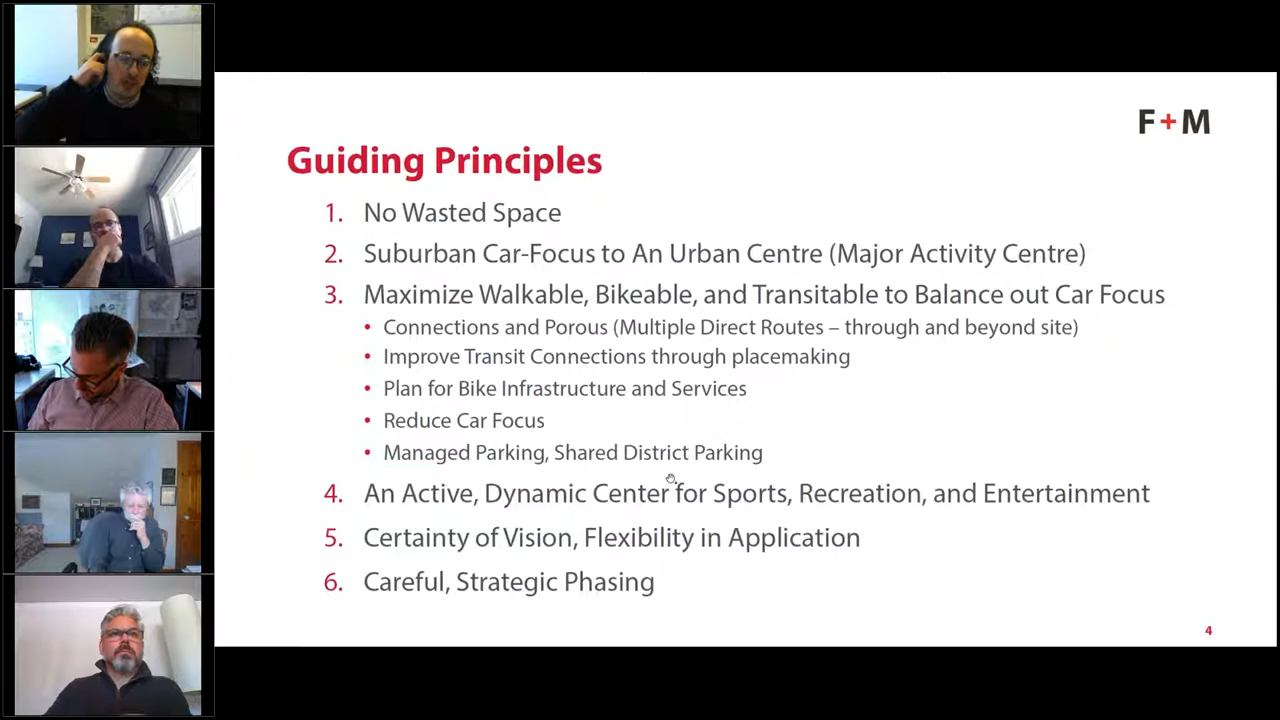 F+M
Guiding Principles
1. No Wasted Space
2. Suburban Car-Focus to An Urban Centre (Major Activity Centre)
3. Maximize Walkable, Bikeable, and Transitable to Balance out Car Focus
• Connections and Porous (Multiple Direct Routes – through and beyond site)
• Improve Transit Connections through placemaking
• Plan for Bike Infrastructure and Services
• Reduce Car Focus
• Managed Parking, Shared District Parking
4. An Active, Dynamic Center for Sports, Recreation, and Entertainment
5. Certainty of Vision, Flexibility in Application
6. Careful, Strategic Phasing
4